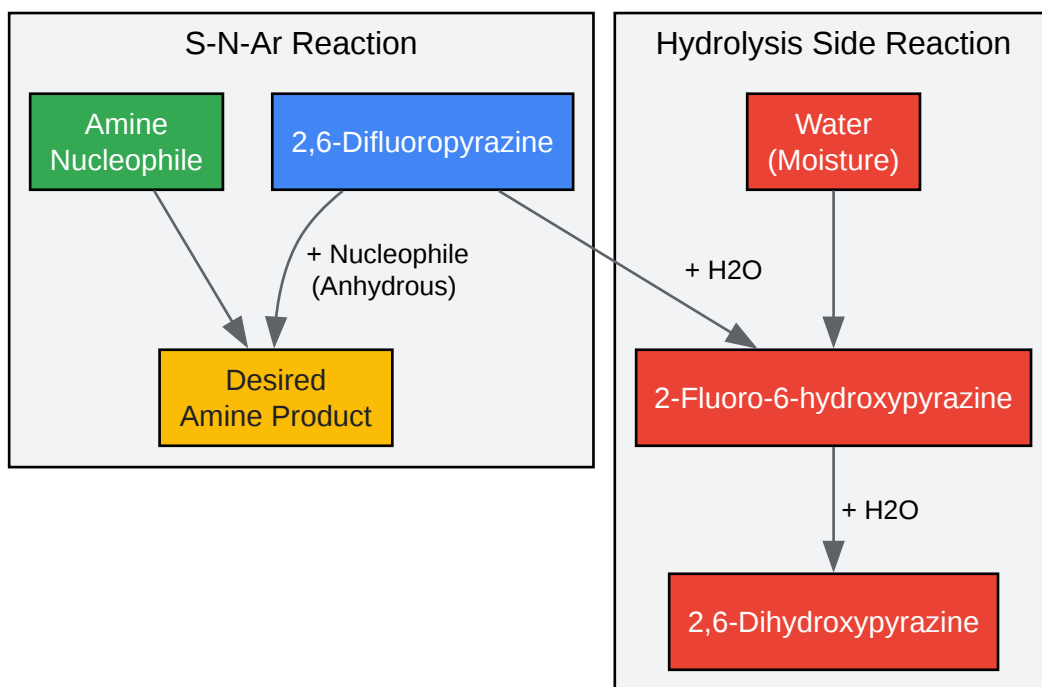 S-N-Ar Reaction
Amine
Nucleophile
2,6-Difluoropyrazine
+ Nucleophile
(Anhydrous)
Desired
Amine Product
Hydrolysis Side Reaction
Water
(Moisture)
+ H2O
2-Fluoro-6-hydroxypyrazine
+ H2O
2,6-Dihydroxypyrazine